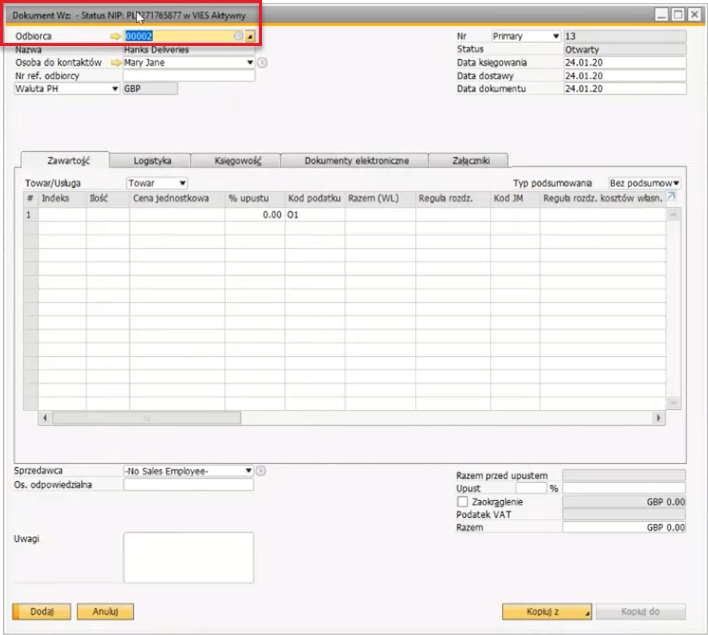 Dokument Wz: - Status NIP: PL 271765877 w VIES Aktywny
Odbiorca 00002 Nr Primary 13
Nazwa Hanks Deliveries Status Otwarty
Osoba do kontaktów Mary Jane Data księgowania 24.01.20
Nr ref. odbiorcy Data dostawy 24.01.20
Waluta PH GBP Data dokumentu 24.01.20
Zawartość Logistyka Księgowość Dokumenty elektroniczne Załączniki
Towar/Usługa Towar Typ podsumowania Bez podsumow
# Indeks Ilość Cena jednostkowa % upustu Kod podatku Razem (WL) Reguła rozdz. Kod JM Reguła rozdz. kosztów własn.
1 0.00 O1
Sprzedawca -No Sales Employee-
Os. odpowiedzialna
Razem przed upustem
Upust %
Zaokrąglenie GBP 0.00
Podatek VAT
Razem GBP 0.00
Uwagi
Dodaj Anuluj Kopiuj z Kopiuj do